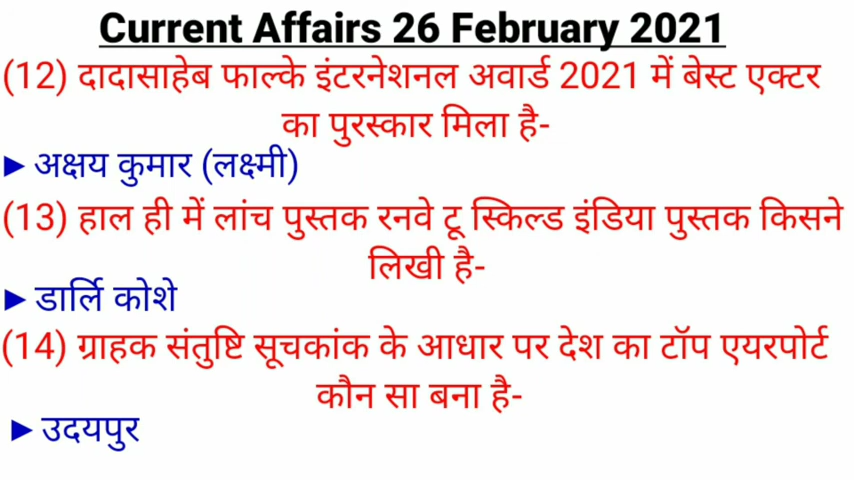 Current Affairs 26 February 2021
(12) दादासाहेब फाल्के इंटरनेशनल अवार्ड 2021 में बेस्ट एक्टर
का पुरस्कार मिला है-
► अक्षय कुमार (लक्ष्मी)
(13) हाल ही में लांच पुस्तक रनवे टू स्किल्ड इंडिया पुस्तक किसने
लिखी है-
► डार्लि कोशे
(14) ग्राहक संतुष्टि सूचकांक के आधार पर देश का टॉप एयरपोर्ट
कौन सा बना है-
► उदयपुर